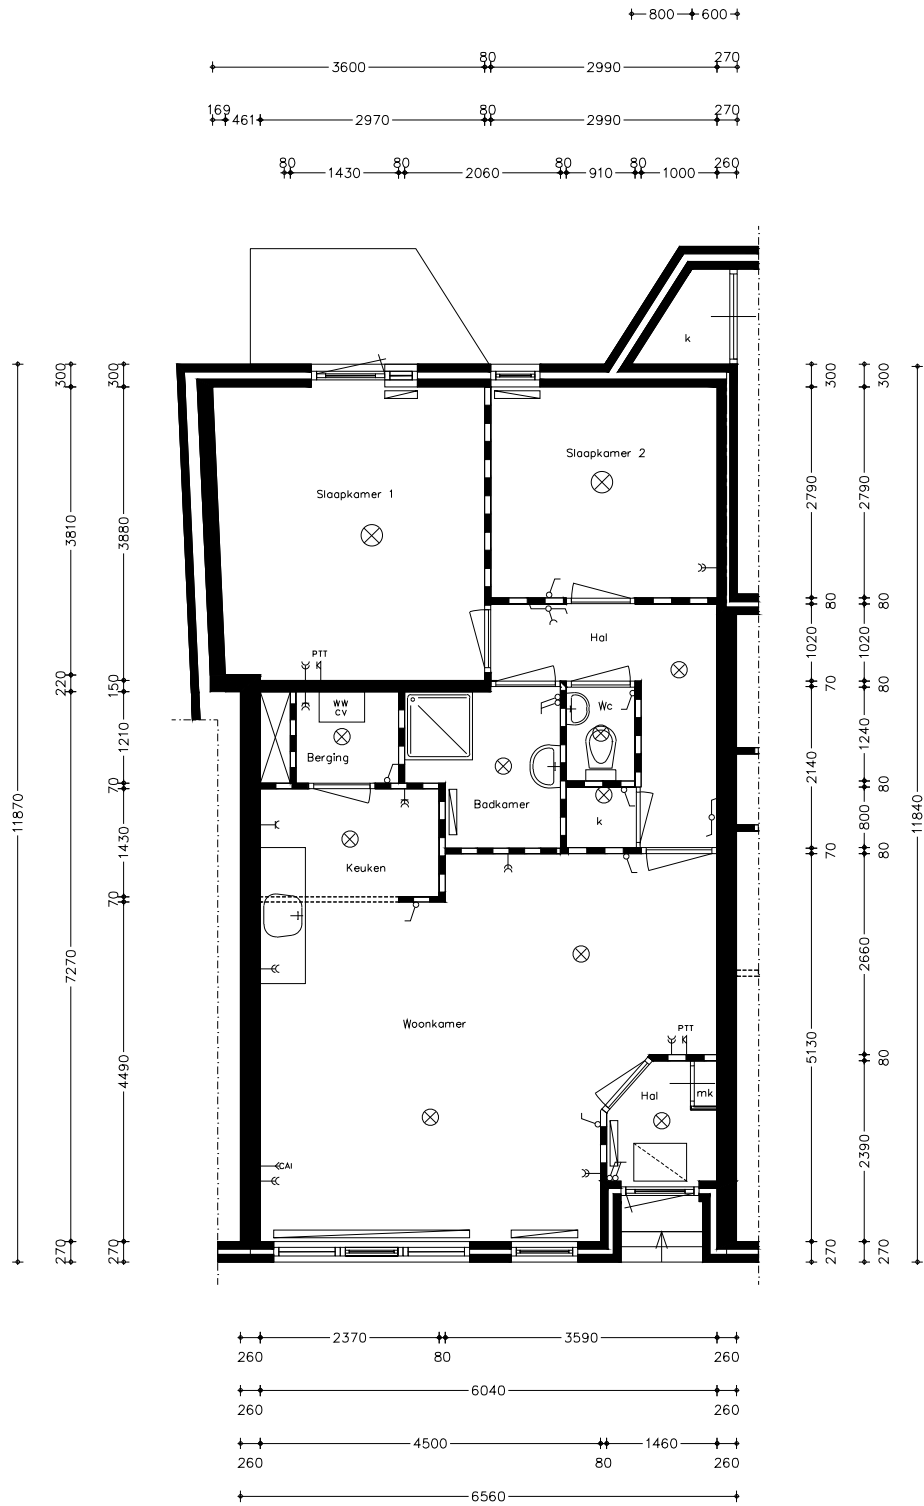 800 600
3600 80 2990 270
169 461 2970 80 2990 270
80 1430 80 2060 80 910 80 1000 260
k
300 300 300 300 300
Slaapkamer 2
Slaapkamer 1
3810 3880 2790 2790
80 80
PTT
Hal
1020 1020
220 150 70 80
WW
CV
Wc
Berging
1210 2140 1240
Badkamer
70 80
k
11870 1430 800 11840
Keuken
70 80
70
7270 2660
Woonkamer
PTT
4490 5130 80
Hal
mk
CAI
2390
270 270 270 270
2370 3590
260 80 260
6040
260 260
4500 1460
260 80 260
6560